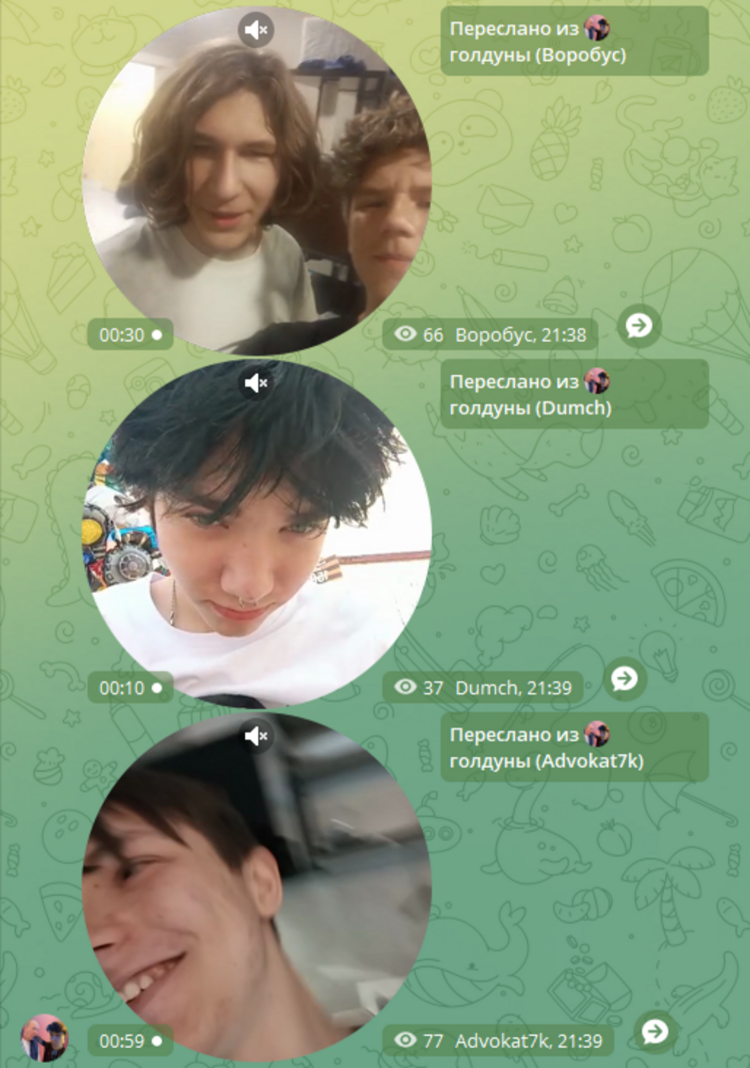 Переслано из
голдуны (Воробус)
00:30
66 Воробус, 21:38
Переслано из
голдуны (Dumch)
00:10
37 Dumch, 21:39
Переслано из
голдуны (Advokat7k)
00:59
77 Advokat7k, 21:39